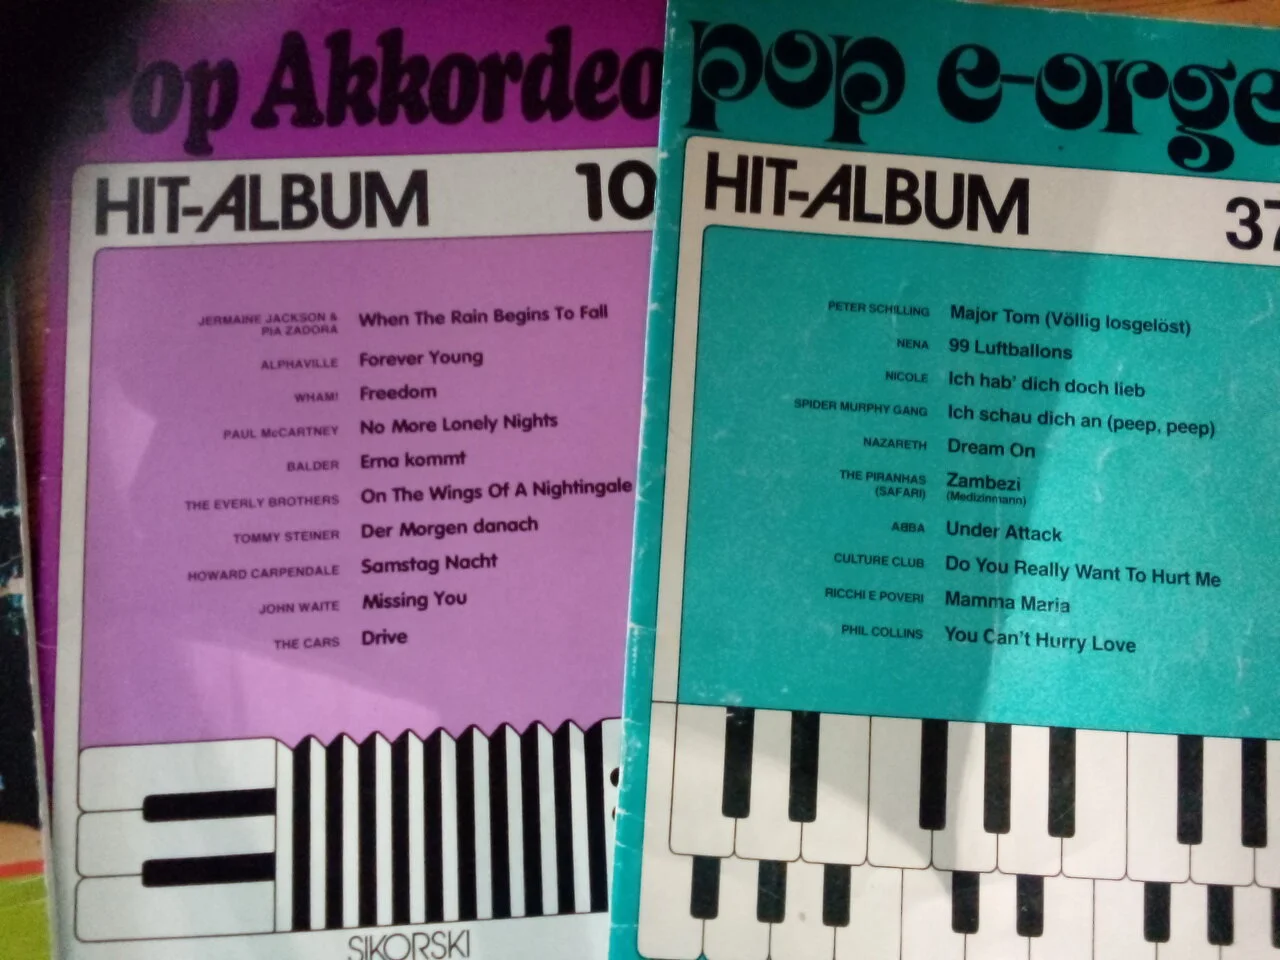 Pop Akkordeo
HIT-ALBUM 10
JERMAINE JACKSON & When The Rain Begins To Fall
PIA ZADORA
ALPHAVILLE Forever Young
WHAM! Freedom
PAUL McCARTNEY No More Lonely Nights
BALDER Erna kommt
THE EVERLY BROTHERS On The Wings Of A Nightingale
TOMMY STEINER Der Morgen danach
HOWARD CARPENDALE Samstag Nacht
JOHN WAITE Missing You
THE CARS Drive
SIKORSKI
pop e-orge
HIT-ALBUM 37
PETER SCHILLING Major Tom (Völlig losgelöst)
NENA 99 Luftballons
NICOLE Ich hab' dich doch lieb
SPIDER MURPHY GANG Ich schau dich an (peep, peep)
NAZARETH Dream On
THE PIRANHAS Zambezi
(SAFARI) (Medizinmann)
ABBA Under Attack
CULTURE CLUB Do You Really Want To Hurt Me
RICCHI E POVERI Mamma Maria
PHIL COLLINS You Can't Hurry Love